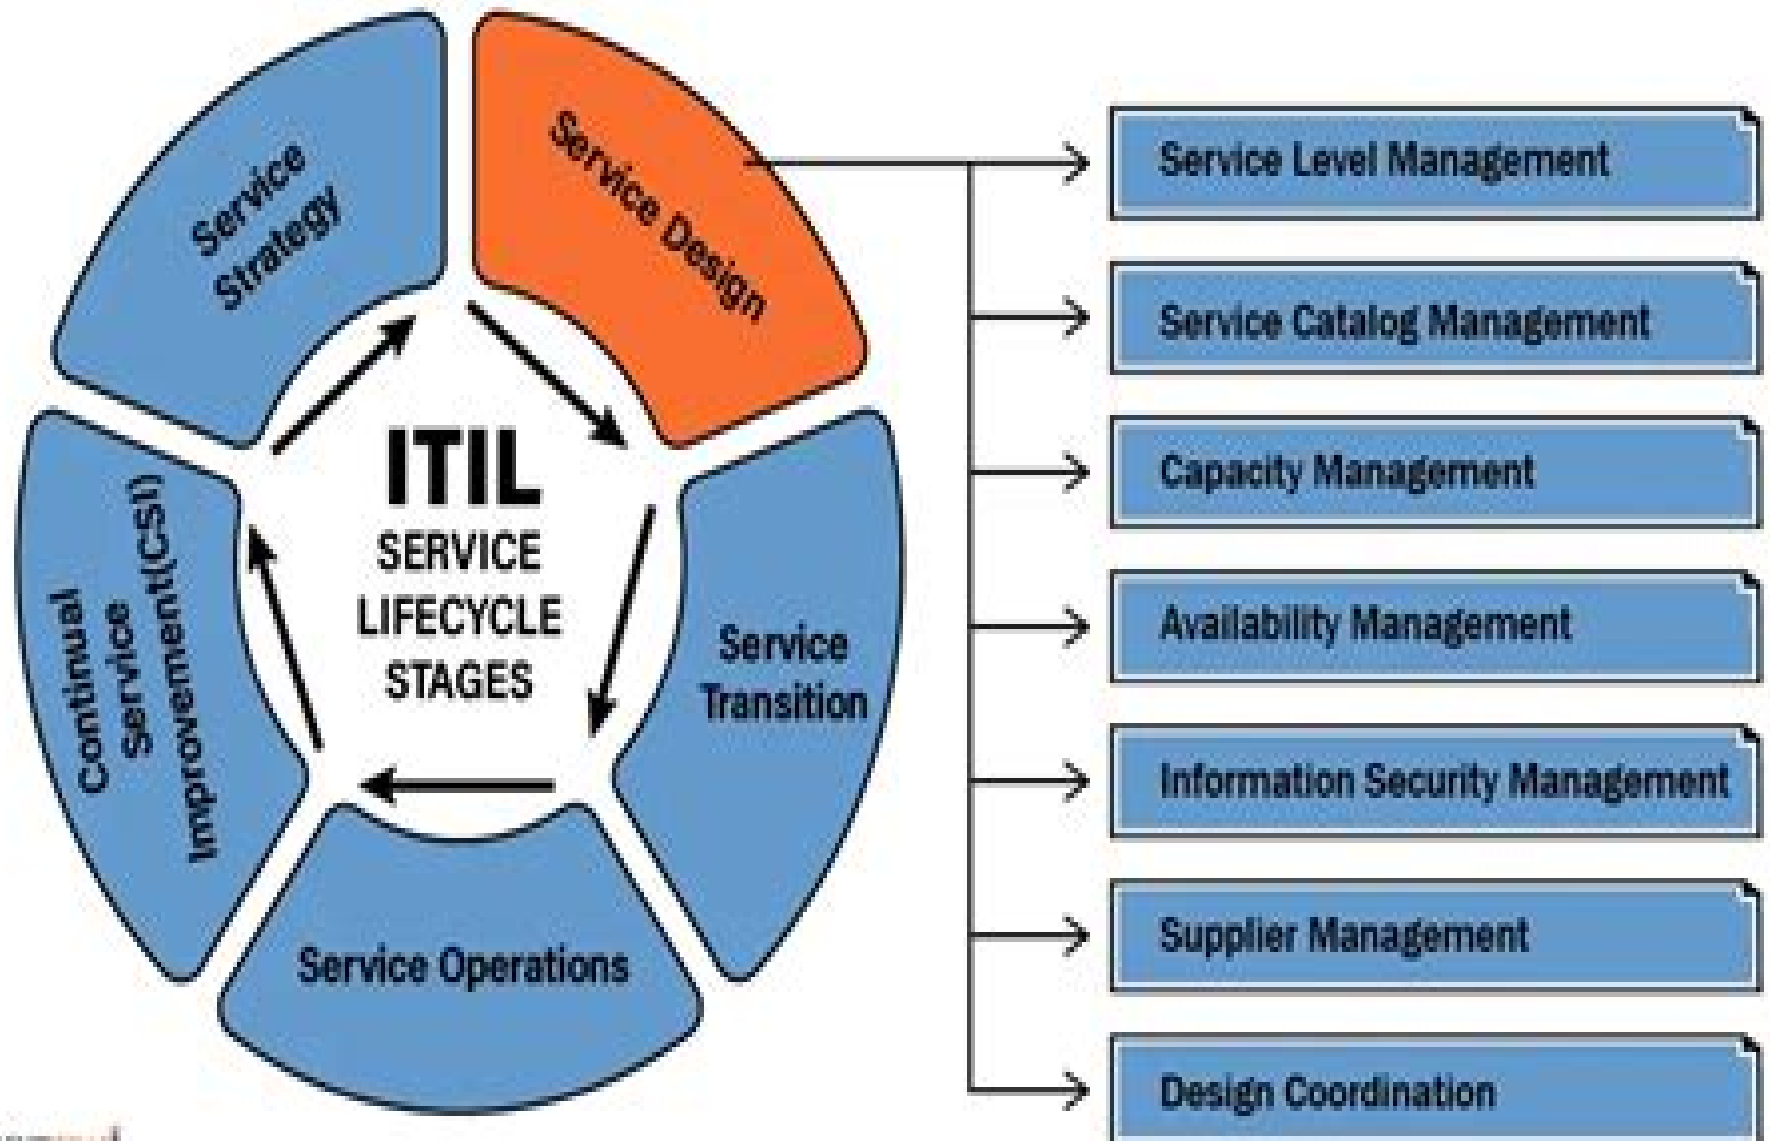 Service
Strategy
Service Design
ITIL
SERVICE
LIFECYCLE
STAGES
Continual
Service
Improvement(CSI)
Service
Transition
Service Operations
Service Level Management
Service Catalog Management
Capacity Management
Availability Management
Information Security Management
Supplier Management
Design Coordination